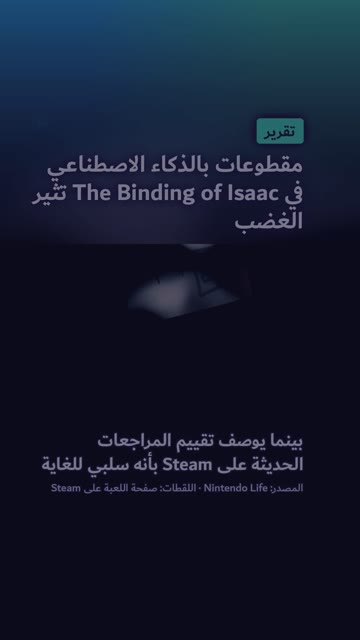 تقرير
مقطوعات بالذكاء الاصطناعي
في The Binding of Isaac تثير
الغضب
بينما يوصف تقييم المراجعات
الحديثة على Steam بأنه سلبي للغاية
المصدر: Nintendo Life · اللقطات: صفحة اللعبة على Steam